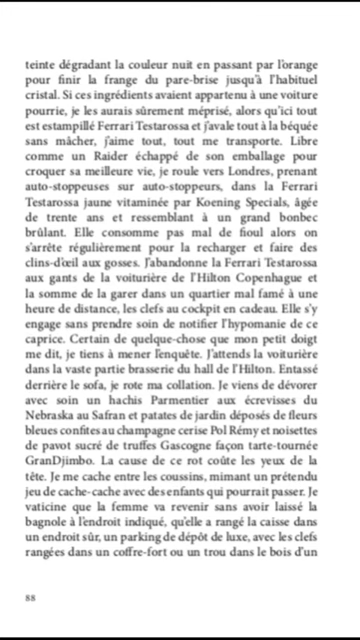 teinte dégradant la couleur nuit en passant par l'orange
pour finir la frange du pare-brise jusqu'à l'habituel
cristal. Si ces ingrédients avaient appartenu à une voiture
pourrie, je les aurais sûrement méprisé, alors qu'ici tout
est estampillé Ferrari Testarossa et j'avale tout à la béquée
sans mâcher, j'aime tout, tout me transporte. Libre
comme un Raider échappé de son emballage pour
croquer sa meilleure vie, je roule vers Londres, prenant
auto-stoppeuses sur auto-stoppeurs, dans la Ferrari
Testarossa jaune vitaminée par Koening Specials, âgée
de trente ans et ressemblant à un grand bonbec
brûlant. Elle consomme pas mal de fioul alors on
s'arrête régulièrement pour la recharger et faire des
clins-d'œil aux gosses. J'abandonne la Ferrari Testarossa
aux gants de la voiturière de l'Hilton Copenhague et
la somme de la garer dans un quartier mal famé à une
heure de distance, les clefs au cockpit en cadeau. Elle s'y
engage sans prendre soin de notifier l'hypomanie de ce
caprice. Certain de quelque-chose que mon petit doigt
me dit, je tiens à mener l'enquête. J'attends la voiturière
dans la vaste partie brasserie du hall de l'Hilton. Entassé
derrière le sofa, je rote ma collation. Je viens de dévorer
avec soin un hachis Parmentier aux écrevisses du
Nebraska au Safran et patates de jardin déposés de fleurs
bleues confites au champagne cerise Pol Rémy et noisettes
de pavot sucré de truffes Gascogne façon tarte-tournée
GranDjimbo. La cause de ce rot coûte les yeux de la
tête. Je me cache entre les coussins, mimant un prétendu
jeu de cache-cache avec des enfants qui pourrait passer. Je
vaticine que la femme va revenir sans avoir laissé la
bagnole à l'endroit indiqué, qu'elle a rangé la caisse dans
un endroit sûr, un parking de dépôt de luxe, avec les clefs
rangées dans un coffre-fort ou un trou dans le bois d'un
88